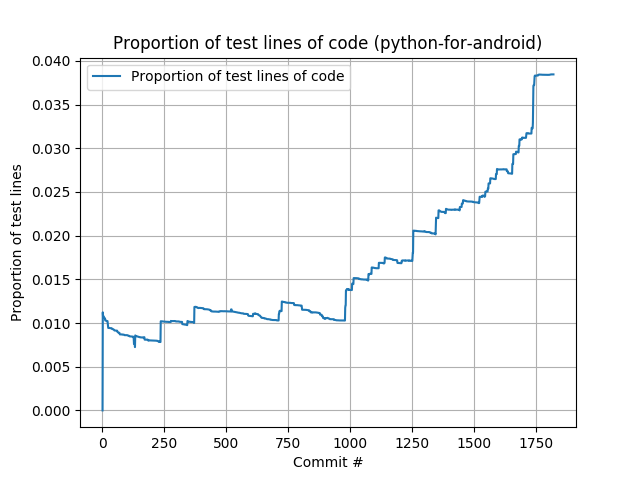 Proportion of test lines of code (python-for-android)
Proportion of test lines of code
Proportion of test lines
0.040
0.035
0.030
0.025
0.020
0.015
0.010
0.005
0.000
0 250 500 750 1000 1250 1500 1750
Commit #